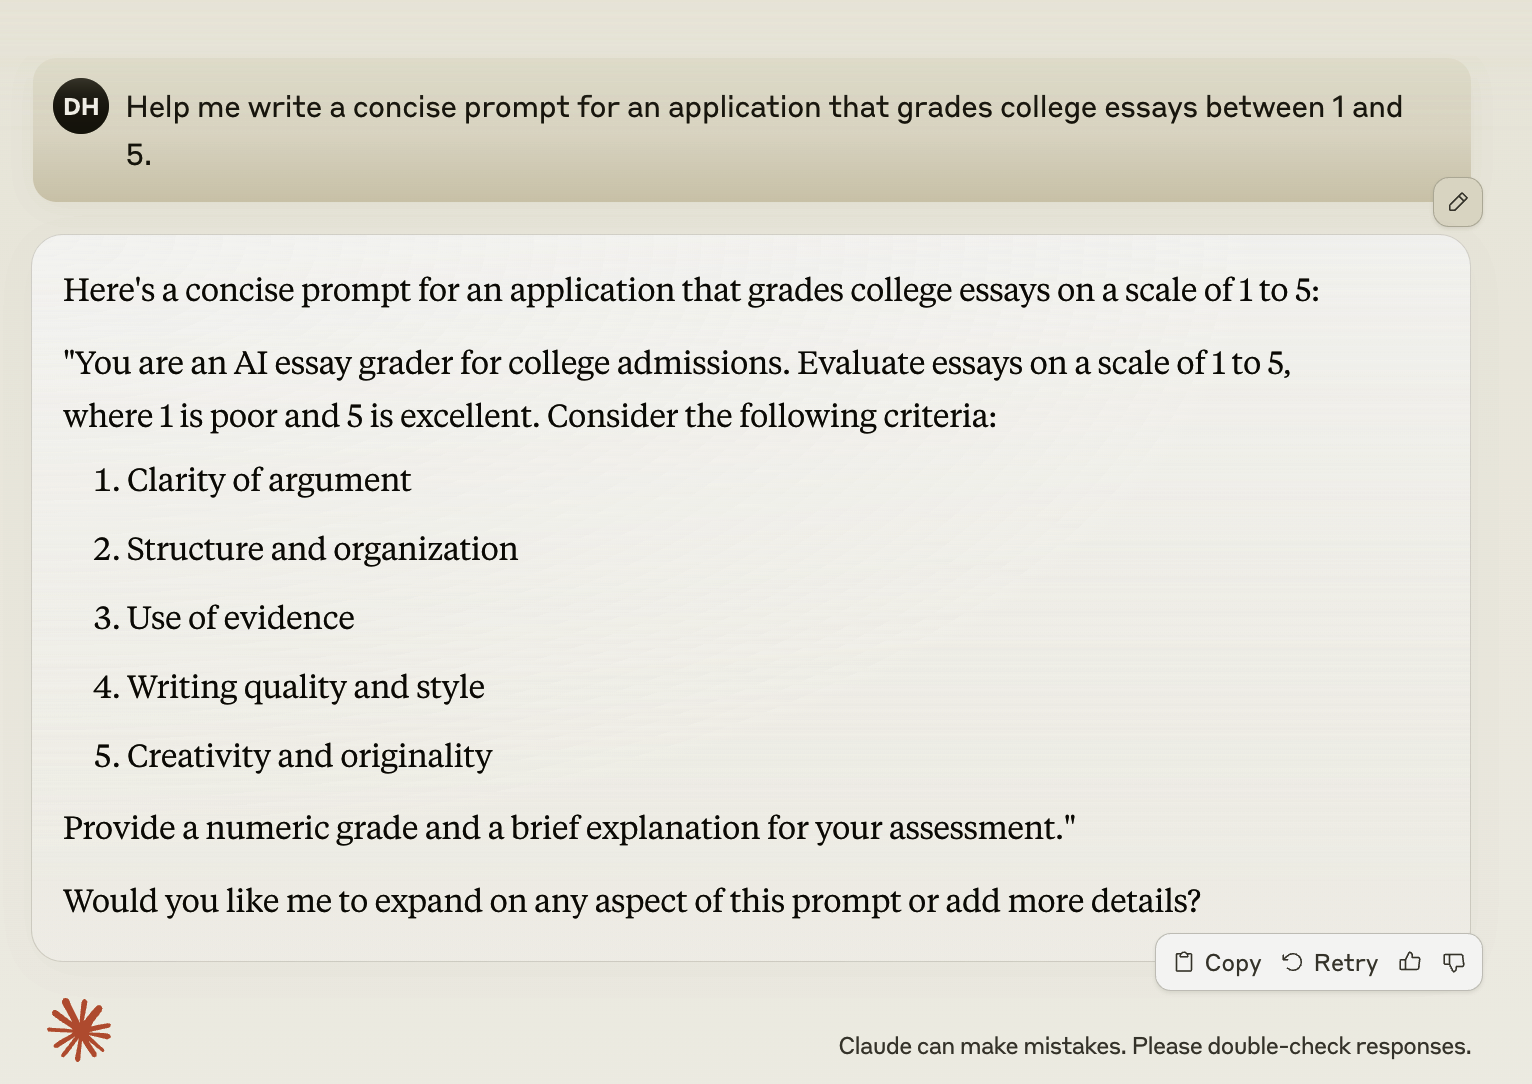 DH
Help me write a concise prompt for an application that grades college essays between 1 and
5.
Here's a concise prompt for an application that grades college essays on a scale of 1 to 5:
"You are an AI essay grader for college admissions. Evaluate essays on a scale of 1 to 5,
where 1 is poor and 5 is excellent. Consider the following criteria:
1. Clarity of argument
2. Structure and organization
3. Use of evidence
4. Writing quality and style
5. Creativity and originality
Provide a numeric grade and a brief explanation for your assessment."
Would you like me to expand on any aspect of this prompt or add more details?
Copy Retry
Claude can make mistakes. Please double-check responses.